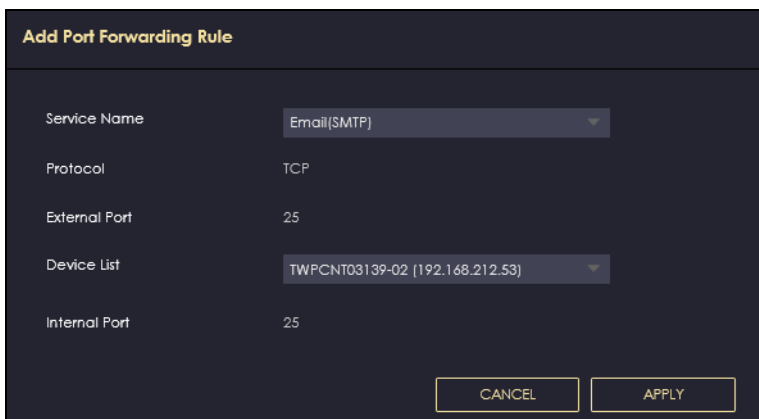 Add Port Forwarding Rule
Service Name Email(SMTP)
Protocol TCP
External Port 25
Device List TWPCNT03139-02 (192.168.212.53)
Internal Port 25
CANCEL APPLY